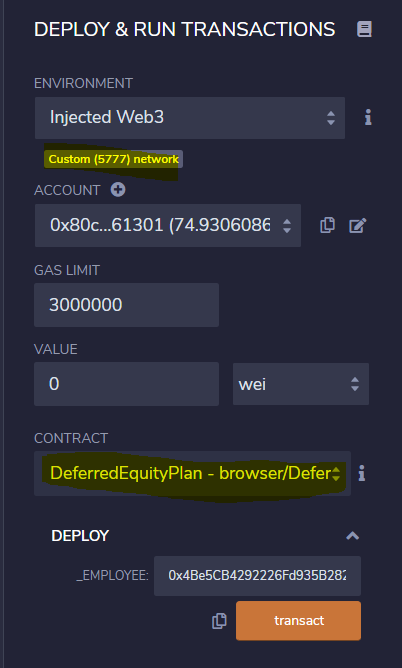 DEPLOY & RUN TRANSACTIONS
ENVIRONMENT
Injected Web3
Custom (5777) network
ACCOUNT
0x80c...61301 (74.9306086
GAS LIMIT
3000000
VALUE
0 wei
CONTRACT
DeferredEquityPlan - browser/Defer
DEPLOY
_EMPLOYEE: 0x4Be5CB4292226Fd935B282
transact